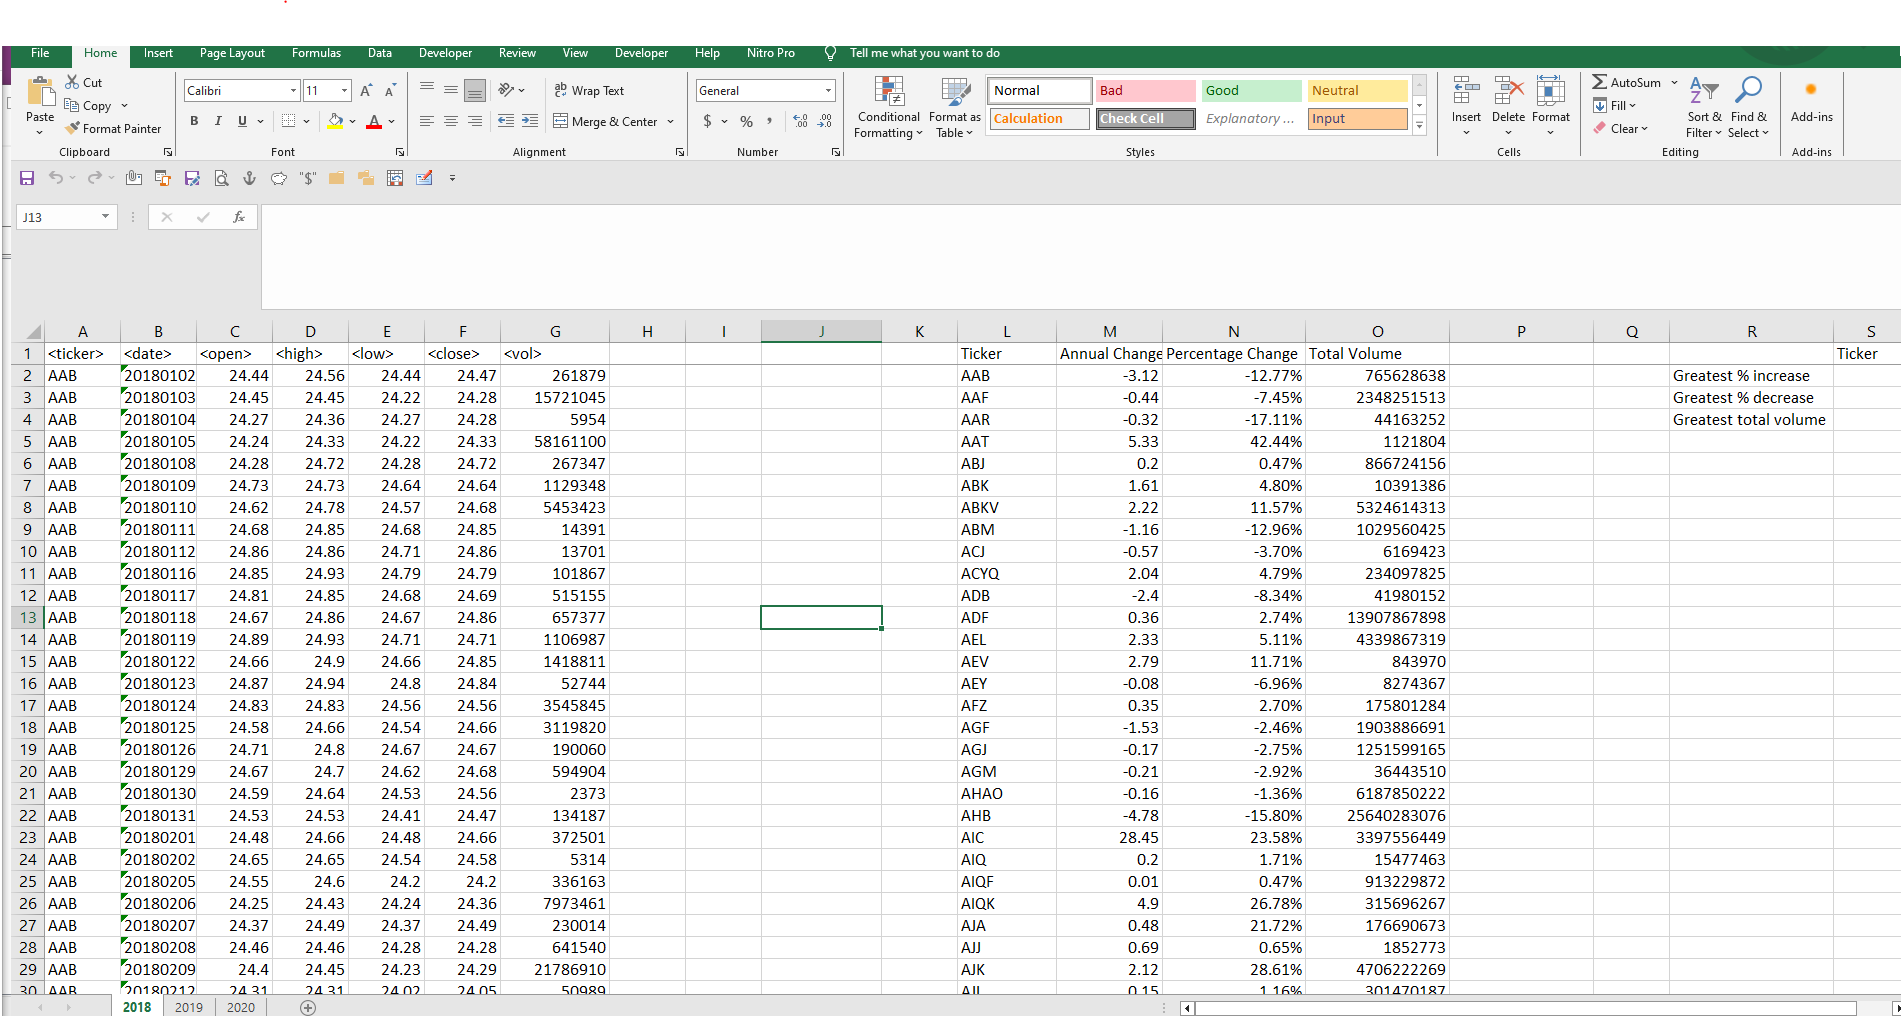 File Home Insert Page Layout Formulas Data Developer Review View Developer Help Nitro Pro Tell me what you want to do
Cut
Copy
Format Painter
Paste
Clipboard
Calibri 11
B I U
Font
Wrap Text
Merge & Center
Alignment
General
$ % ,
Number
Conditional Formatting
Format as Table
Normal Bad Good Neutral
Calculation Check Cell Explanatory ... Input
Styles
Insert Delete Format
Cells
AutoSum
Fill
Clear
Sort & Filter
Find & Select
Editing
Add-ins
Add-ins
"$"
J13 fx
A B C D E F G H I J K L M N O P Q R S
1 <ticker> <date> <open> <high> <low> <close> <vol> Ticker Annual Change Percentage Change Total Volume Ticker
2 AAB 20180102 24.44 24.56 24.44 24.47 261879 AAB -3.12 -12.77% 765628638 Greatest % increase
3 AAB 20180103 24.45 24.45 24.22 24.28 15721045 AAF -0.44 -7.45% 2348251513 Greatest % decrease
4 AAB 20180104 24.27 24.36 24.27 24.28 5954 AAR -0.32 -17.11% 44163252 Greatest total volume
5 AAB 20180105 24.24 24.33 24.22 24.33 58161100 AAT 5.33 42.44% 1121804
6 AAB 20180108 24.28 24.72 24.28 24.72 267347 ABJ 0.2 0.47% 866724156
7 AAB 20180109 24.73 24.73 24.64 24.64 1129348 ABK 1.61 4.80% 10391386
8 AAB 20180110 24.62 24.78 24.57 24.68 5453423 ABKV 2.22 11.57% 5324614313
9 AAB 20180111 24.68 24.85 24.68 24.85 14391 ABM -1.16 -12.96% 1029560425
10 AAB 20180112 24.86 24.86 24.71 24.86 13701 ACJ -0.57 -3.70% 6169423
11 AAB 20180116 24.85 24.93 24.79 24.79 101867 ACYQ 2.04 4.79% 234097825
12 AAB 20180117 24.81 24.85 24.68 24.69 515155 ADB -2.4 -8.34% 41980152
13 AAB 20180118 24.67 24.86 24.67 24.86 657377 ADF 0.36 2.74% 13907867898
14 AAB 20180119 24.89 24.93 24.71 24.71 1106987 AEL 2.33 5.11% 4339867319
15 AAB 20180122 24.66 24.9 24.66 24.85 1418811 AEV 2.79 11.71% 843970
16 AAB 20180123 24.87 24.94 24.8 24.84 52744 AEY -0.08 -6.96% 8274367
17 AAB 20180124 24.83 24.83 24.56 24.56 3545845 AFZ 0.35 2.70% 175801284
18 AAB 20180125 24.58 24.66 24.54 24.66 3119820 AGF -1.53 -2.46% 1903886691
19 AAB 20180126 24.71 24.8 24.67 24.67 190060 AGJ -0.17 -2.75% 1251599165
20 AAB 20180129 24.67 24.7 24.62 24.68 594904 AGM -0.21 -2.92% 36443510
21 AAB 20180130 24.59 24.64 24.53 24.56 2373 AHAO -0.16 -1.36% 6187850222
22 AAB 20180131 24.53 24.53 24.41 24.47 134187 AHB -4.78 -15.80% 25640283076
23 AAB 20180201 24.48 24.66 24.48 24.66 372501 AIC 28.45 23.58% 3397556449
24 AAB 20180202 24.65 24.65 24.54 24.58 5314 AIQ 0.2 1.71% 15477463
25 AAB 20180205 24.55 24.6 24.2 24.2 336163 AIQF 0.01 0.47% 913229872
26 AAB 20180206 24.25 24.43 24.24 24.36 7973461 AIQK 4.9 26.78% 315696267
27 AAB 20180207 24.37 24.49 24.37 24.49 230014 AJA 0.48 21.72% 176690673
28 AAB 20180208 24.46 24.46 24.28 24.28 641540 AJJ 0.69 0.65% 1852773
29 AAB 20180209 24.4 24.45 24.23 24.29 21786910 AJK 2.12 28.61% 4706222269
30 AAB 20180212 24.31 24.31 24.02 24.05 50989 0.15 1.16% 301470187
2018 2019 2020